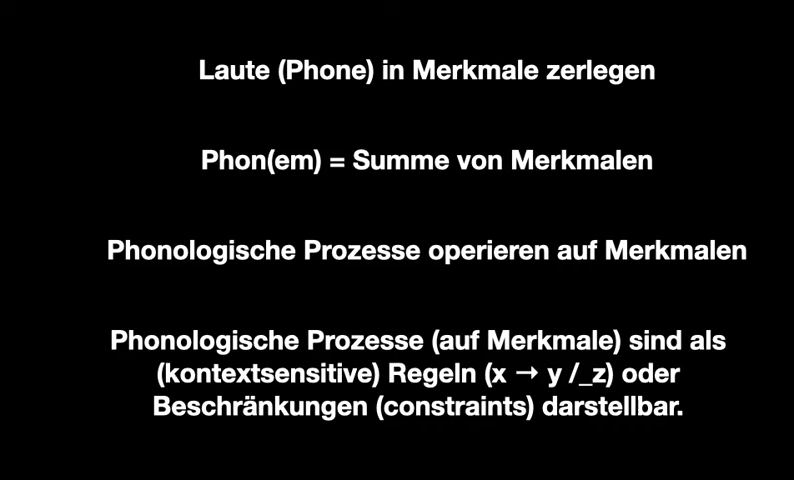 Laute (Phone) in Merkmale zerlegen
Phon(em) = Summe von Merkmalen
Phonologische Prozesse operieren auf Merkmalen
Phonologische Prozesse (auf Merkmale) sind als
(kontextsensitive) Regeln (x → y /_z) oder
Beschränkungen (constraints) darstellbar.